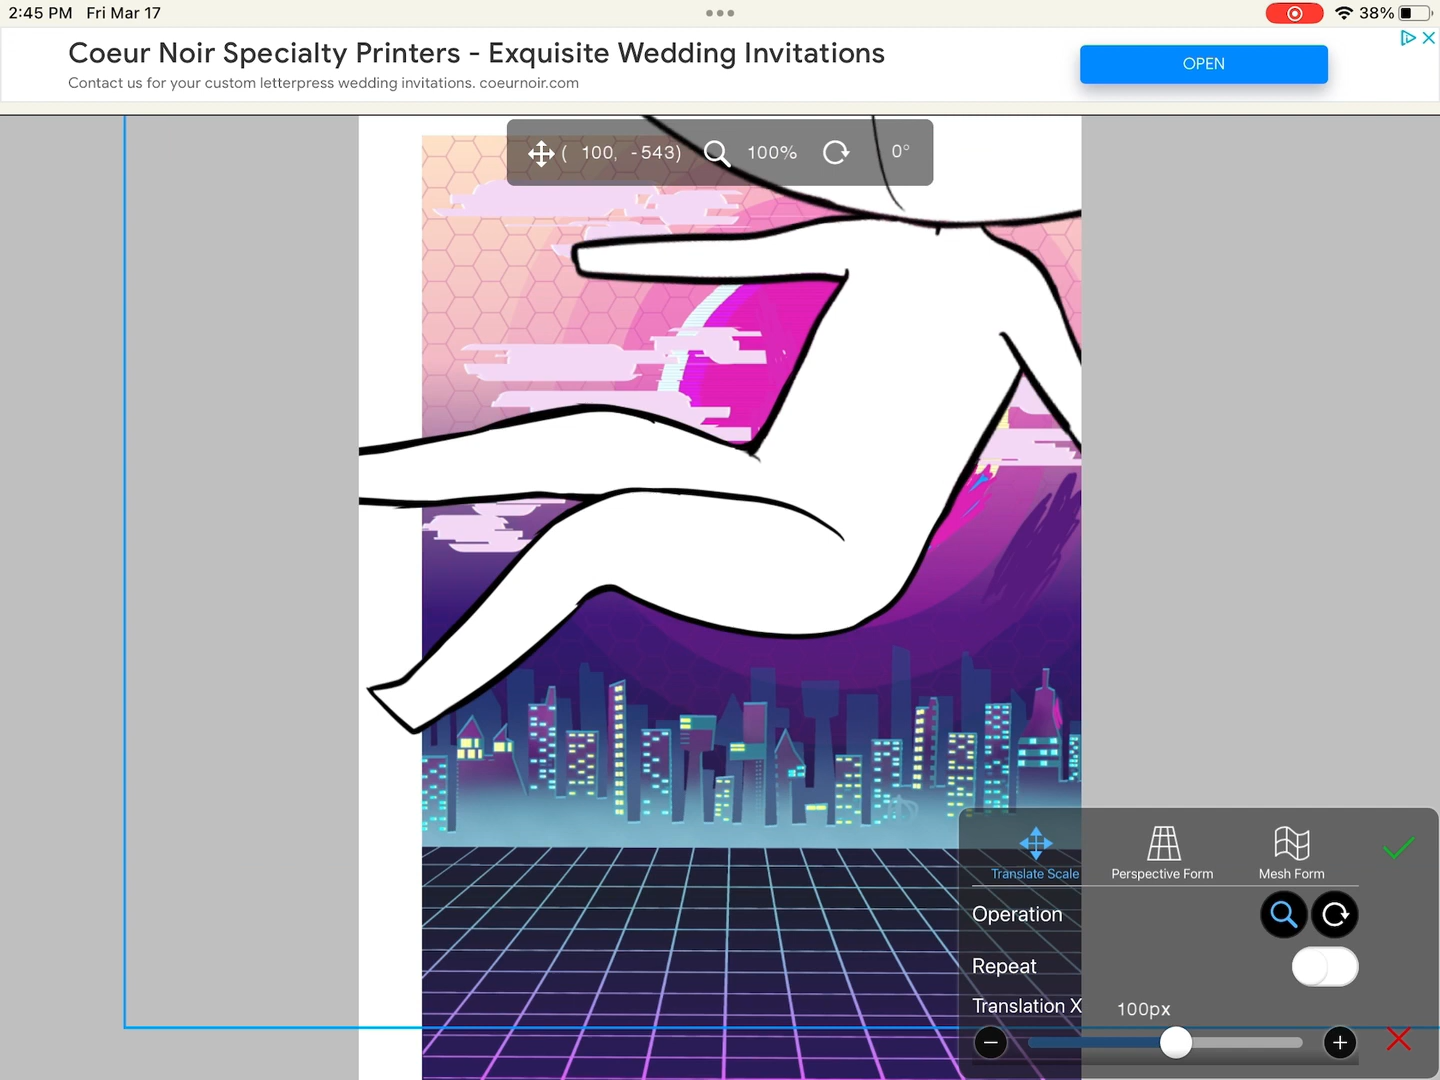 2:45 PM Fri Mar 17
38%
Coeur Noir Specialty Printers - Exquisite Wedding Invitations
Contact us for your custom letterpress wedding invitations. coeurnoir.com
OPEN
( 100, -543) 100% 0°
Translate Scale Perspective Form Mesh Form
Operation
Repeat
Translation X 100px